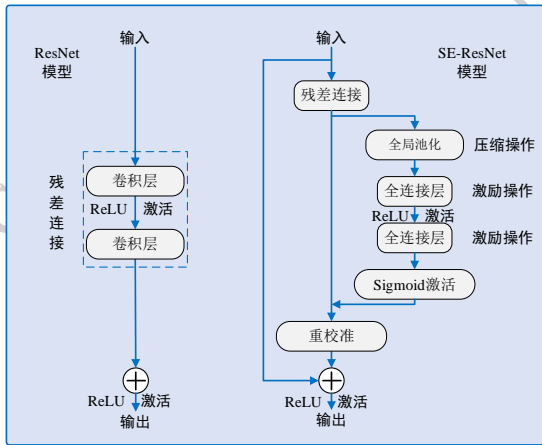 ResNet
模型
输入
残差连接
卷积层
ReLU 激活
卷积层
ReLU 激活
输出
输入
SE-ResNet
模型
残差连接
全局池化
压缩操作
全连接层
激励操作
ReLU 激活
全连接层
激励操作
Sigmoid激活
重校准
ReLU 激活
输出